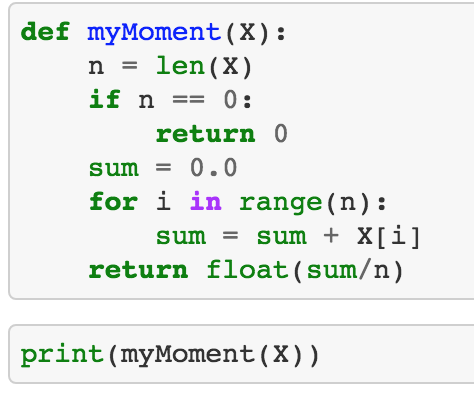 def myMoment(X):
    n = len(X)
    if n == 0:
        return 0
    sum = 0.0
    for i in range(n):
        sum = sum + X[i]
    return float(sum/n)
print(myMoment(X))